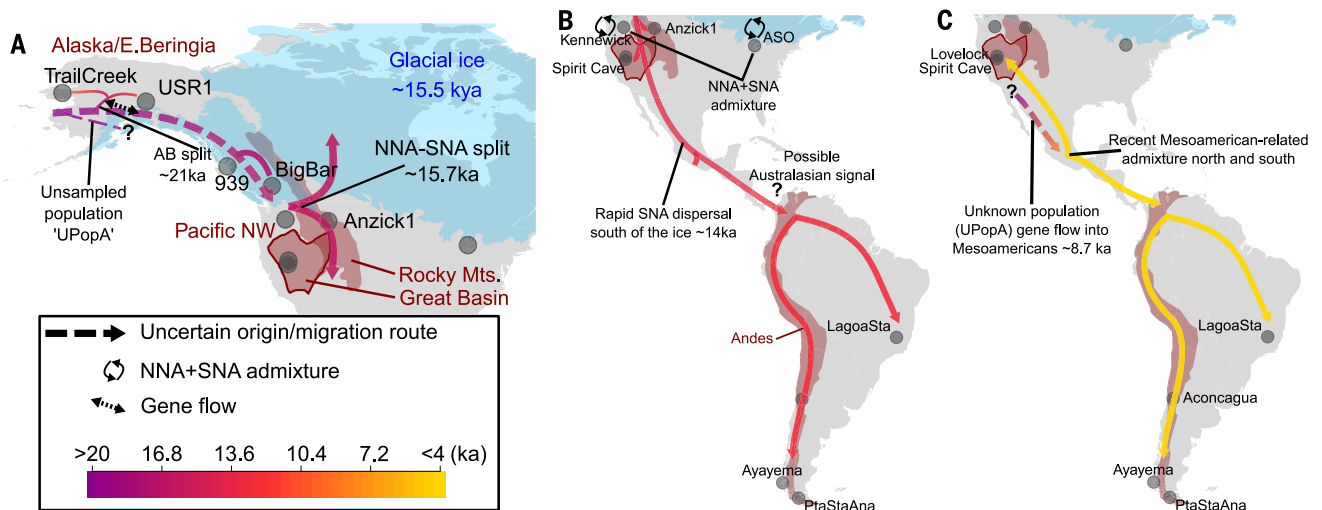 A
Alaska/E.Beringia
TrailCreek
USR1
Glacial ice
~15.5 kya
?
AB split
~21ka
939
BigBar
NNA-SNA split
~15.7ka
Unsampled
population
'UPopA'
Pacific NW
Anzick1
Rocky Mts.
Great Basin
Uncertain origin/migration route
NNA+SNA admixture
Gene flow
>20 16.8 13.6 10.4 7.2 <4 (ka)
B
Kennewick
Anzick1
ASO
Spirit Cave
NNA+SNA
admixture
Possible
Australasian signal
?
Rapid SNA dispersal
south of the ice ~14ka
Andes
LagoaSta
Ayayema
PtaStaAna
C
Lovelock
Spirit Cave
?
Recent Mesoamerican-related
admixture north and south
Unknown population
(UPopA) gene flow into
Mesoamericans ~8.7 ka
LagoaSta
Aconcagua
Ayayema
PtaStaAna